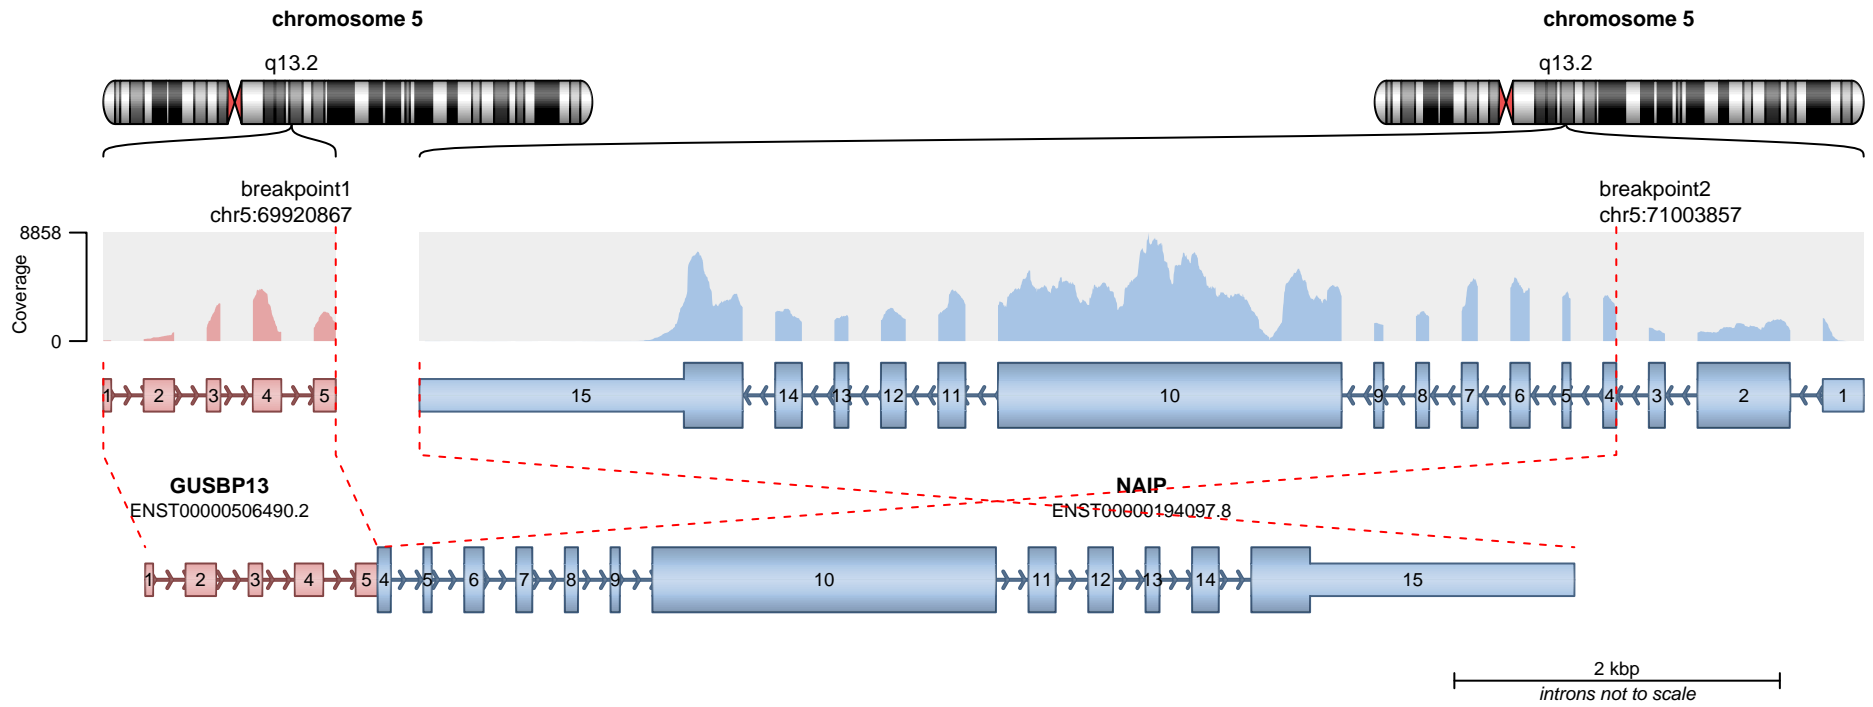 chromosome 5
chromosome 5
q13.2
q13.2
breakpoint1
chr5:69920867
breakpoint2
chr5:71003857
8858
Coverage
0
1 2 3 4 5
15 14 13 12 11 10 9 8 7 6 5 4 3 2 1
GUSBP13
ENST00000506490.2
NAIP
ENST00000194097.8
1 2 3 4 5 4 5 6 7 8 9 10 11 12 13 14 15
2 kbp
introns not to scale